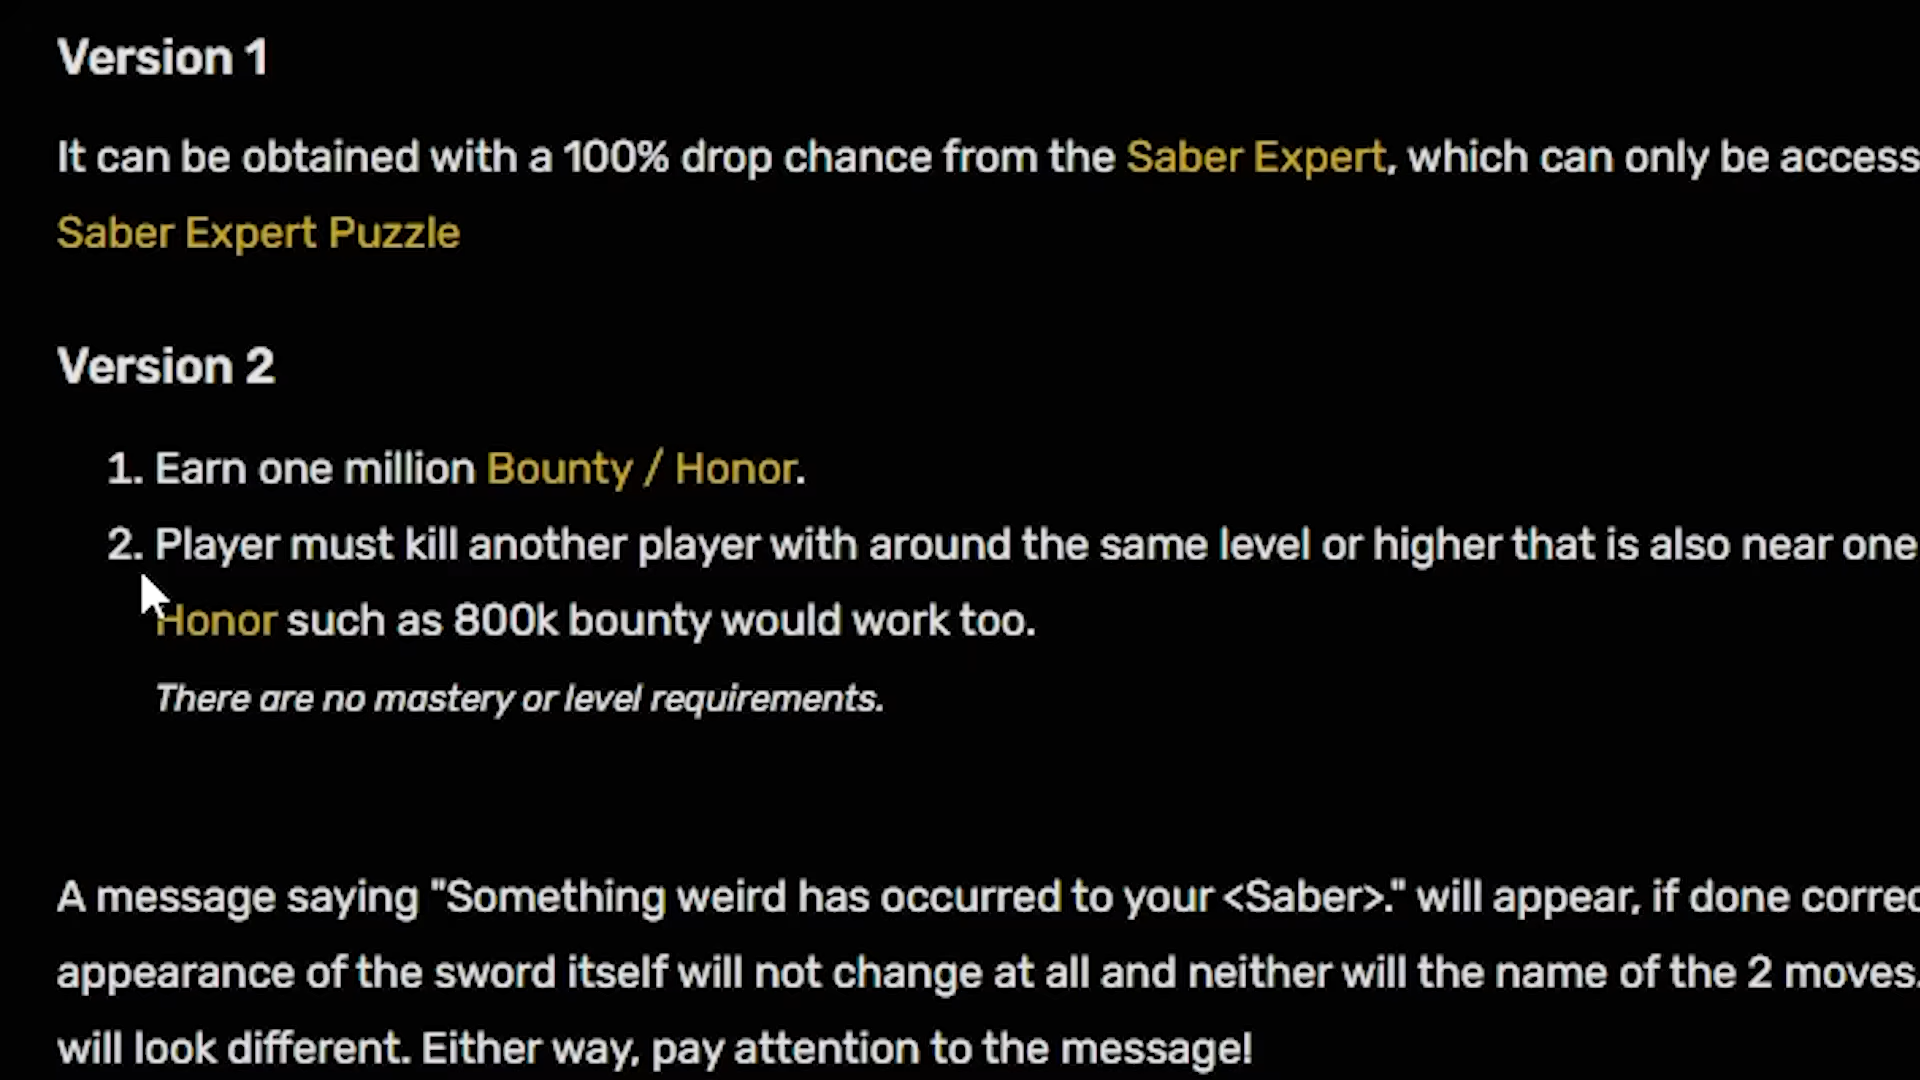 Version 1
It can be obtained with a 100% drop chance from the Saber Expert, which can only be
Saber Expert Puzzle
Version 2
1. Earn one million Bounty / Honor.
2. Player must kill another player with around the same level or higher that is also near one
Honor such as 800k bounty would work too.
There are no mastery or level requirements.
A message saying "Something weird has occurred to your <Saber>." will appear, if done
appearance of the sword itself will not change at all and neither will the name of the 2 moves.
will look different. Either way, pay attention to the message!